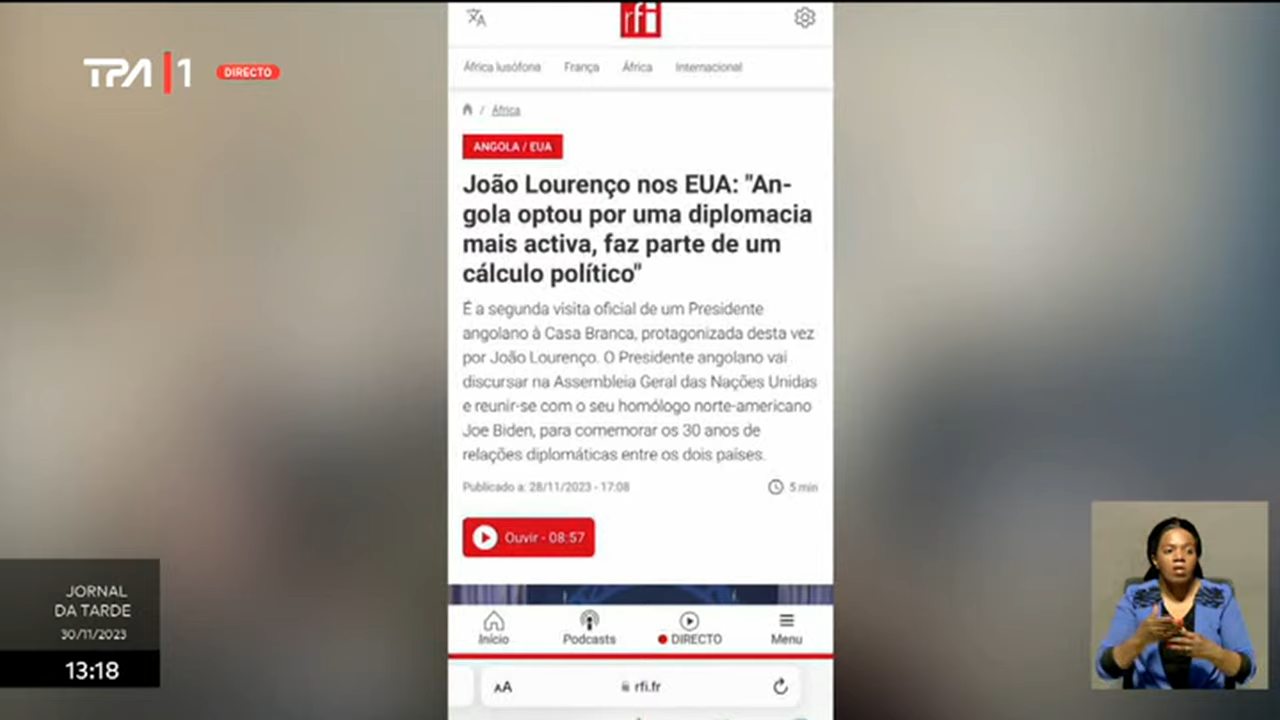 TPA 1
DIRECTO
rfi
África lusófona França África Internacional
/ África
ANGOLA / EUA
João Lourenço nos EUA: "An-
gola optou por uma diplomacia
mais activa, faz parte de um
cálculo político"
É a segunda visita oficial de um Presidente
angolano à Casa Branca, protagonizada desta vez
por João Lourenço. O Presidente angolano vai
discursar na Assembleia Geral das Nações Unidas
e reunir-se com o seu homólogo norte-americano
Joe Biden, para comemorar os 30 anos de
relações diplomáticas entre os dois países.
Publicado a: 28/11/2023 - 17:08 5 min
Ouvir - 08:57
Início Podcasts DIRECTO Menu
AA rfi.fr
JORNAL
DA TARDE
30/11/2023
13:18